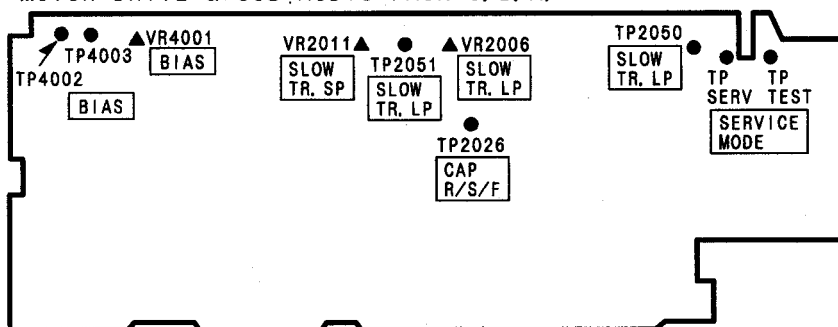 TP4002
TP4003
VR4001
BIAS
BIAS
VR2011
SLOW
TR. SP
TP2051
SLOW
TR. LP
VR2006
SLOW
TR. LP
TP2026
CAP
R/S/F
TP2050
SLOW
TR. LP
TP
SERV
TP
TEST
SERVICE
MODE